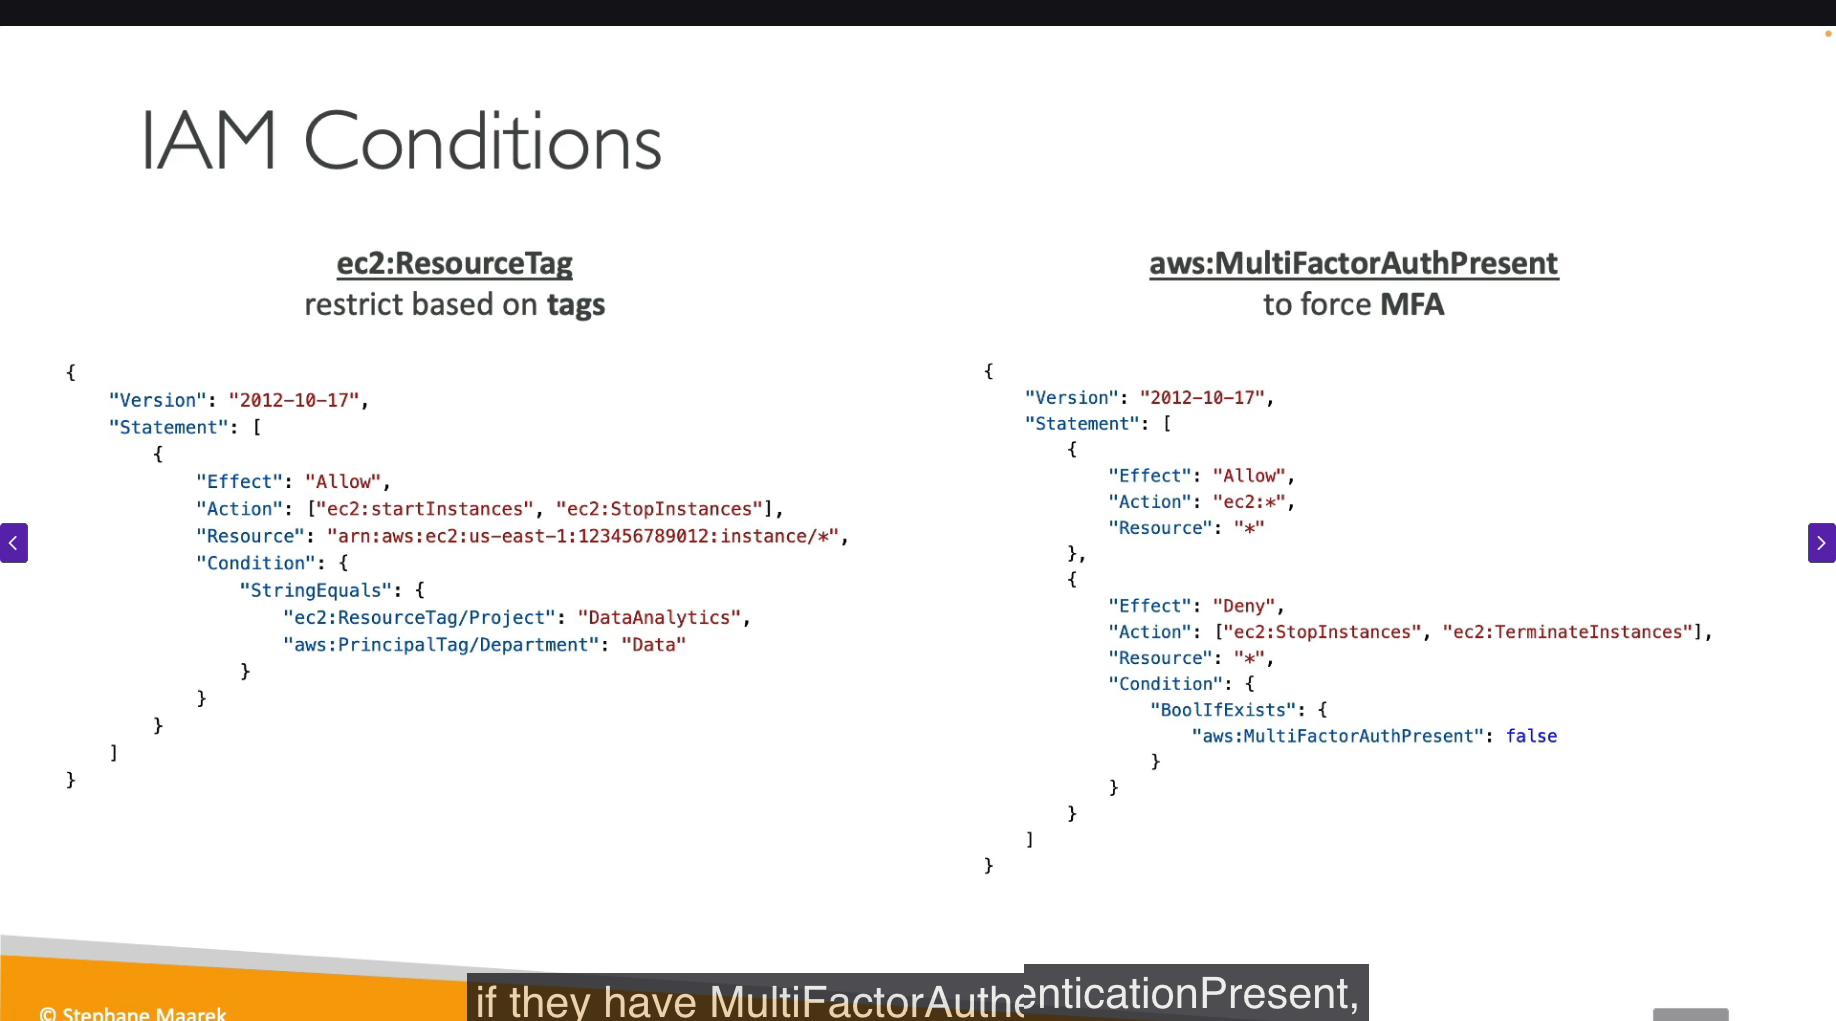 IAM Conditions
ec2:ResourceTag
restrict based on tags
{
    "Version": "2012-10-17",
    "Statement": [
        {
            "Effect": "Allow",
            "Action": ["ec2:startInstances", "ec2:StopInstances"],
            "Resource": "arn:aws:ec2:us-east-1:123456789012:instance/*",
            "Condition": {
                "StringEquals": {
                    "ec2:ResourceTag/Project": "DataAnalytics",
                    "aws:PrincipalTag/Department": "Data"
                }
            }
        }
    ]
}
aws:MultiFactorAuthPresent
to force MFA
{
    "Version": "2012-10-17",
    "Statement": [
        {
            "Effect": "Allow",
            "Action": "ec2:*",
            "Resource": "*"
        },
        {
            "Effect": "Deny",
            "Action": ["ec2:StopInstances", "ec2:TerminateInstances"],
            "Resource": "*",
            "Condition": {
                "BoolIfExists": {
                    "aws:MultiFactorAuthPresent": false
                }
            }
        }
    ]
}
if they have MultiFactorAuthenticationPresent,
© Stephane Maarek